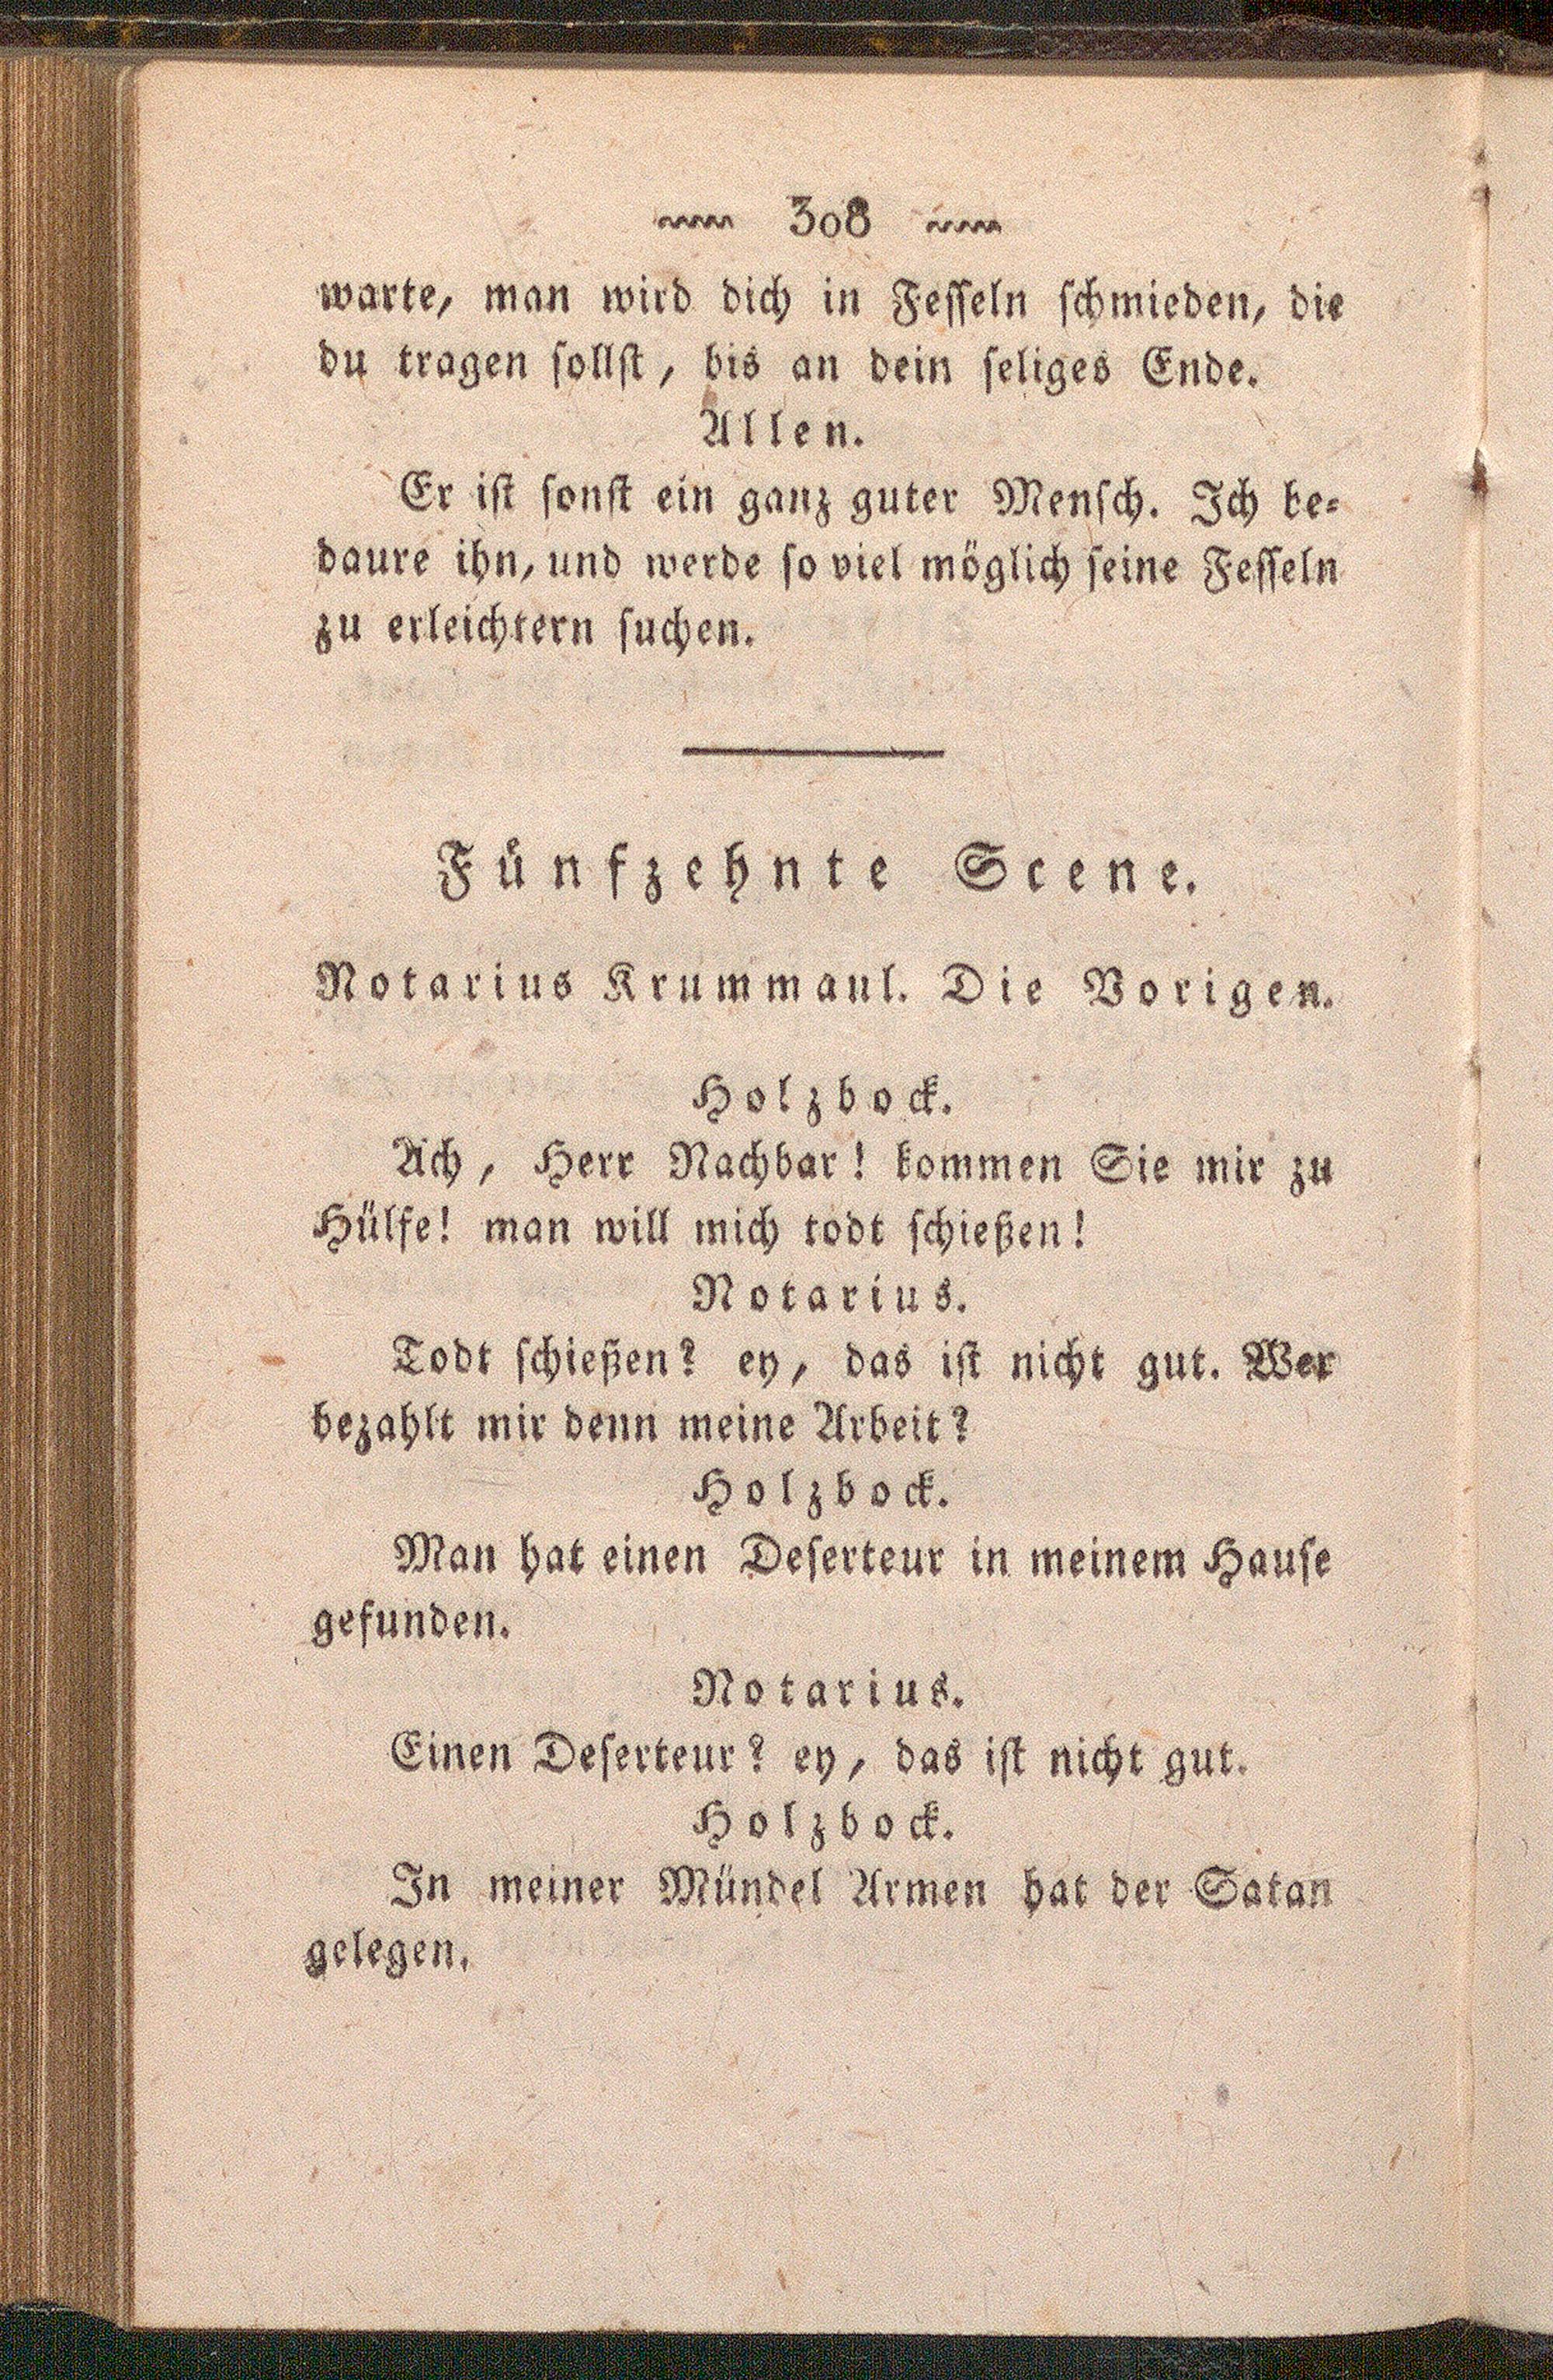 308
warte, man wird dich in Fesseln schmieden, die
du tragen sollst, bis an dein seliges Ende.
Allen.
Er ist sonst ein ganz guter Mensch. Ich be-
daure ihn, und werde so viel möglich seine Fesseln
zu erleichtern suchen.
Fünfzehnte Scene.
Notarius Krummaul. Die Vorigen.
Holzbock.
Ach, Herr Nachbar! kommen Sie mir zu
Hülfe! man will mich todt schießen!
Notarius.
Todt schießen? ey, das ist nicht gut. Wer
bezahlt mir denn meine Arbeit?
Holzbock.
Man hat einen Deserteur in meinem Hause
gefunden.
Notarius.
Einen Deserteur? ey, das ist nicht gut.
Holzbock.
In meiner Mündel Armen hat der Satan
gelegen.